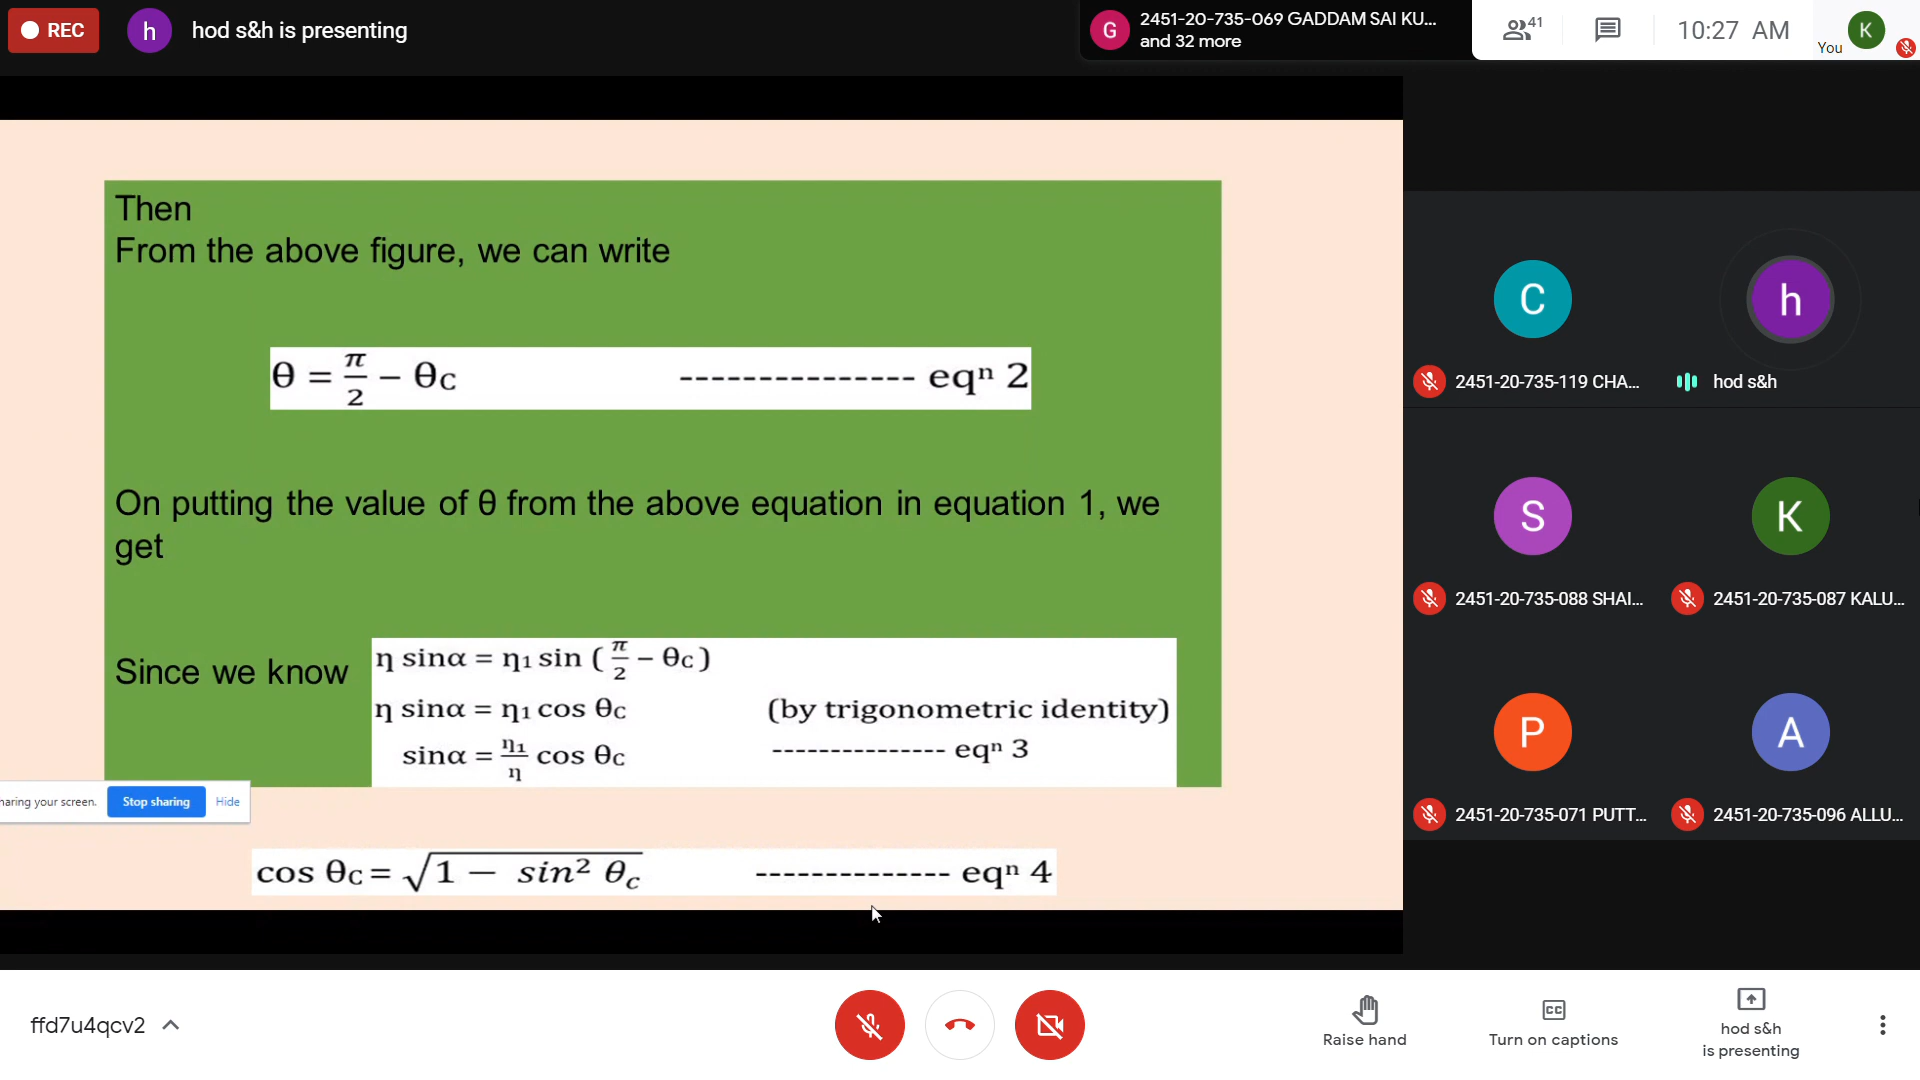 REC
h
hod s&h is presenting
G
2451-20-735-069 GADDAM SAI KU...
and 32 more
41
10:27 AM
You
K
Then
From the above figure, we can write
θ = π/2 − θC --------------- eqⁿ 2
On putting the value of θ from the above equation in equation 1, we
get
Since we know
η sinα = η₁ sin ( π/2 − θC )
η sinα = η₁ cos θC (by trigonometric identity)
sinα = η₁/η cos θC -------------- eqⁿ 3
haring your screen. Stop sharing Hide
cos θC = √1 − sin² θc -------------- eqⁿ 4
C
2451-20-735-119 CHA...
h
hod s&h
S
2451-20-735-088 SHAI...
K
2451-20-735-087 KALU...
P
2451-20-735-071 PUTT...
A
2451-20-735-096 ALLU...
ffd7u4qcv2
Raise hand
CC
Turn on captions
hod s&h
is presenting